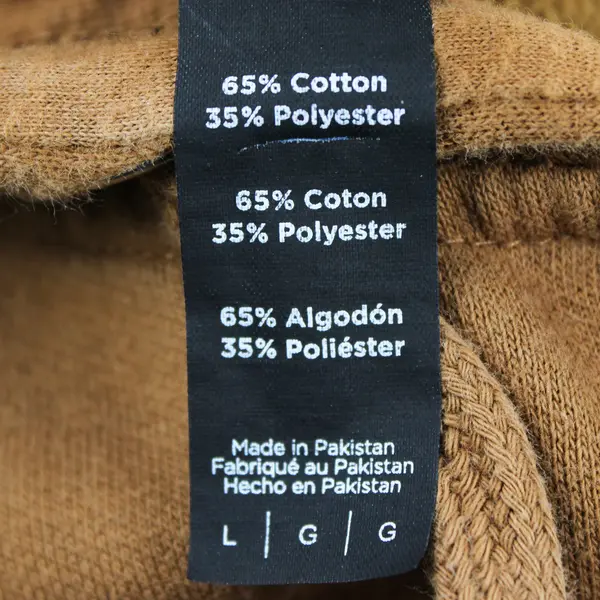 65% Cotton
35% Polyester
65% Coton
35% Polyester
65% Algodón
35% Poliéster
Made in Pakistan
Fabriqué au Pakistan
Hecho en Pakistan
L | G | G